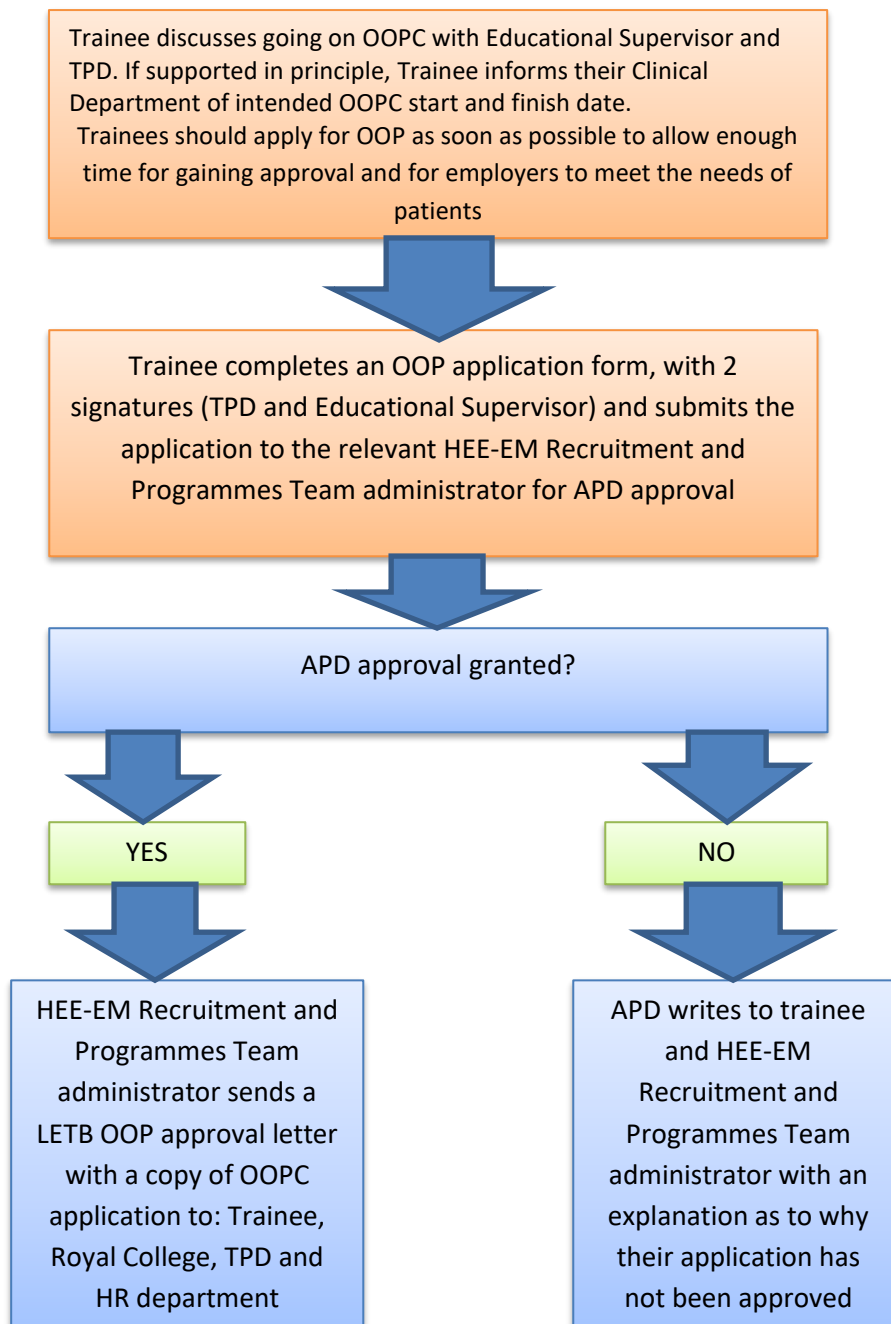 Trainee discusses going on OOPC with Educational Supervisor and
TPD. If supported in principle, Trainee informs their Clinical
Department of intended OOPC start and finish date.
Trainees should apply for OOP as soon as possible to allow enough
time for gaining approval and for employers to meet the needs of
patients
Trainee completes an OOP application form, with 2
signatures (TPD and Educational Supervisor) and submits the
application to the relevant HEE-EM Recruitment and
Programmes Team administrator for APD approval
APD approval granted?
YES
NO
HEE-EM Recruitment and
Programmes Team
administrator sends a
LETB OOP approval letter
with a copy of OOPC
application to: Trainee,
Royal College, TPD and
HR department
APD writes to trainee
and HEE-EM
Recruitment and
Programmes Team
administrator with an
explanation as to why
their application has
not been approved